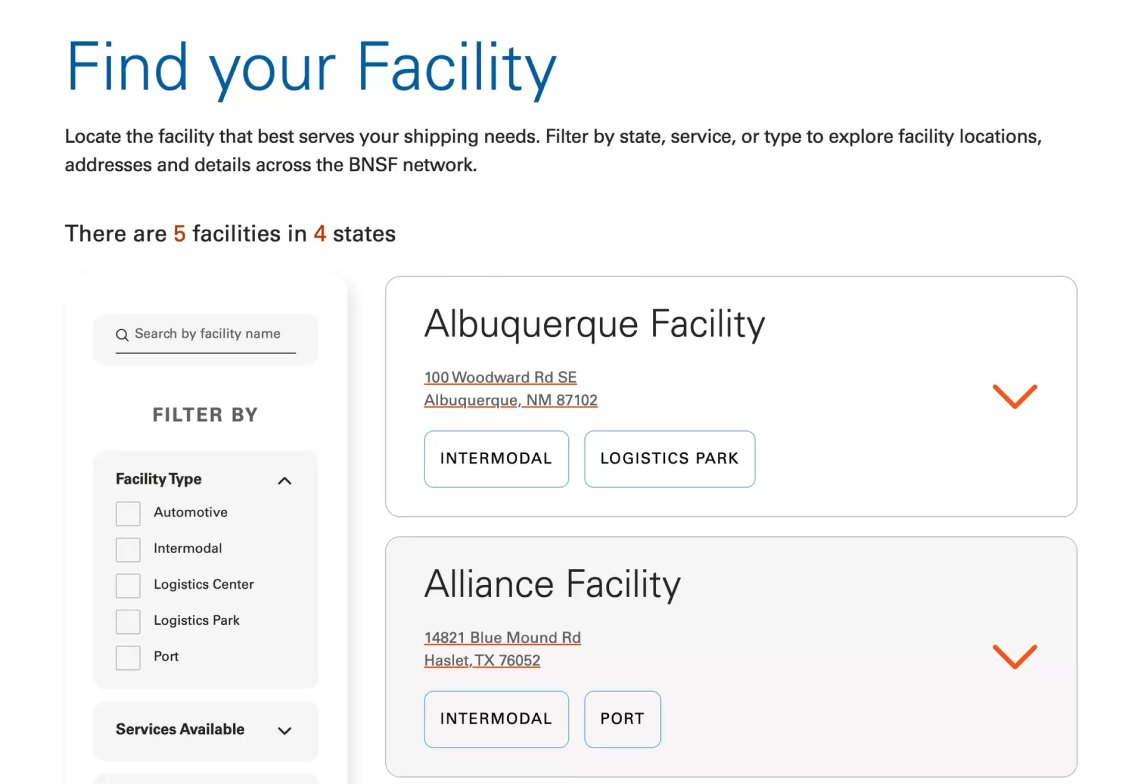 Find your Facility
Locate the facility that best serves your shipping needs. Filter by state, service, or type to explore facility locations,
addresses and details across the BNSF network.
There are 5 facilities in 4 states
Search by facility name
FILTER BY
Facility Type
Automotive
Intermodal
Logistics Center
Logistics Park
Port
Services Available
Albuquerque Facility
100 Woodward Rd SE
Albuquerque, NM 87102
INTERMODAL
LOGISTICS PARK
Alliance Facility
14821 Blue Mound Rd
Haslet, TX 76052
INTERMODAL
PORT